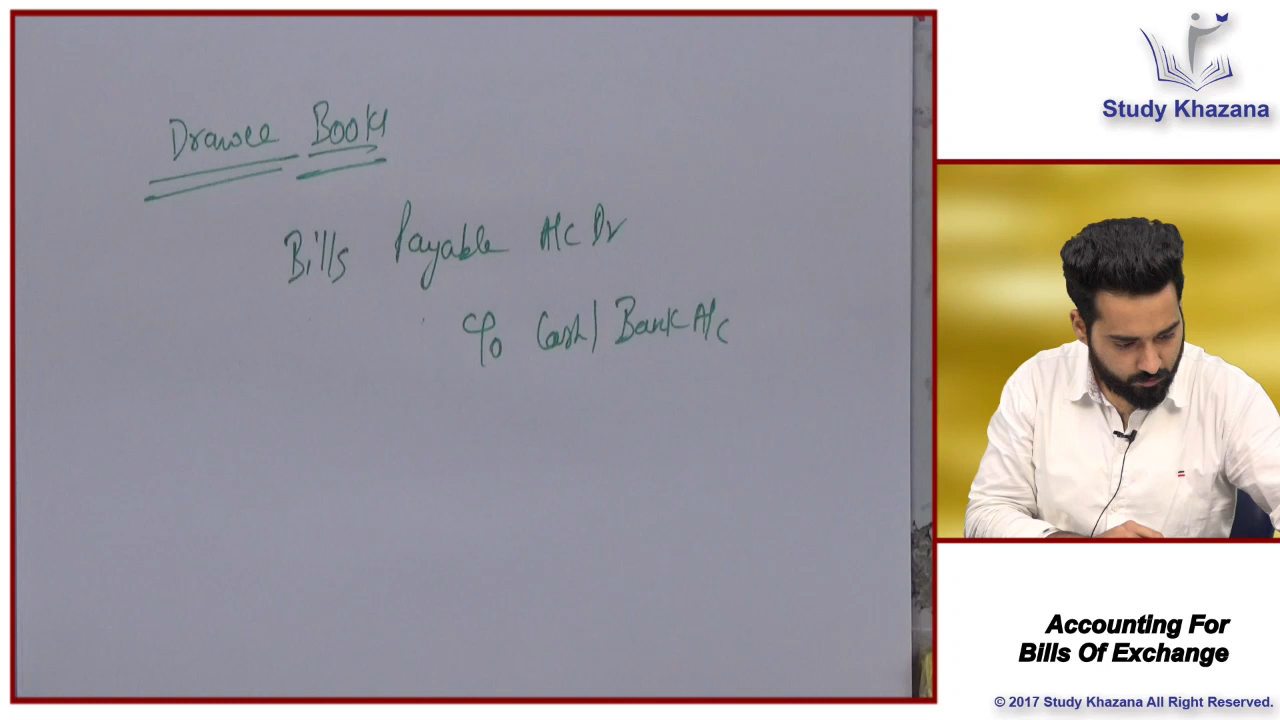 Drawee Books
Bills Payable A/c Dr
To Cash/ Bank A/c
Study Khazana
Accounting For
Bills Of Exchange
© 2017 Study Khazana All Right Reserved.